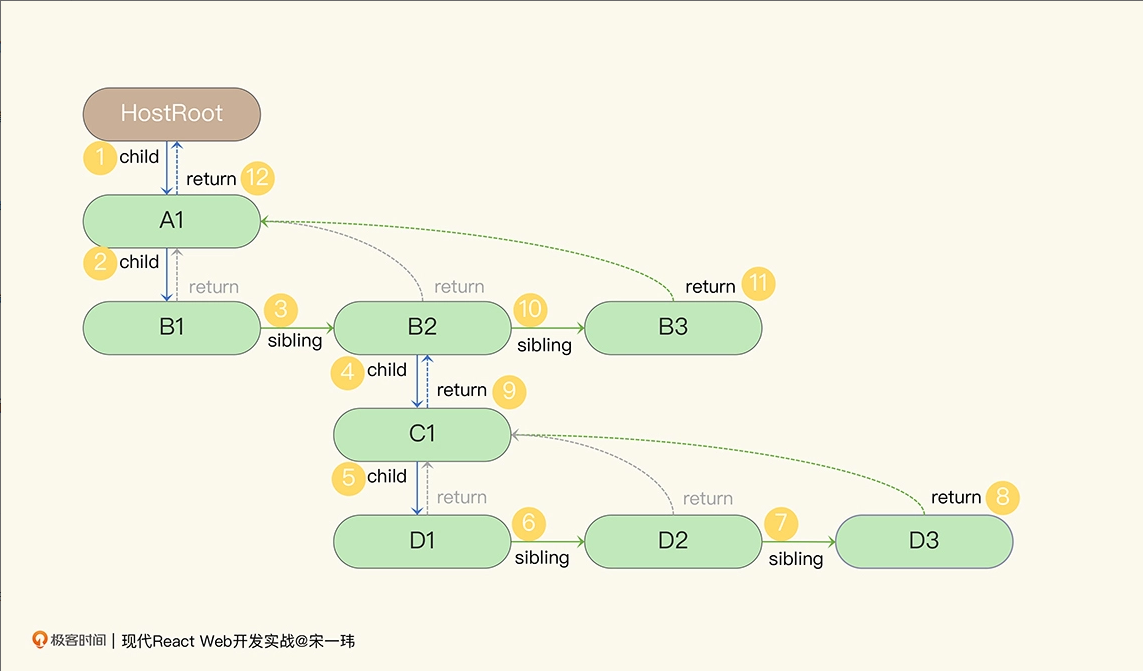 HostRoot
1 child
return 12
A1
2 child
return
return
return 11
B1
3
sibling
B2
10
sibling
B3
4 child
return 9
C1
5 child
return
return
return 8
D1
6
sibling
D2
7
sibling
D3
极客时间 | 现代React Web开发实战@宋一玮